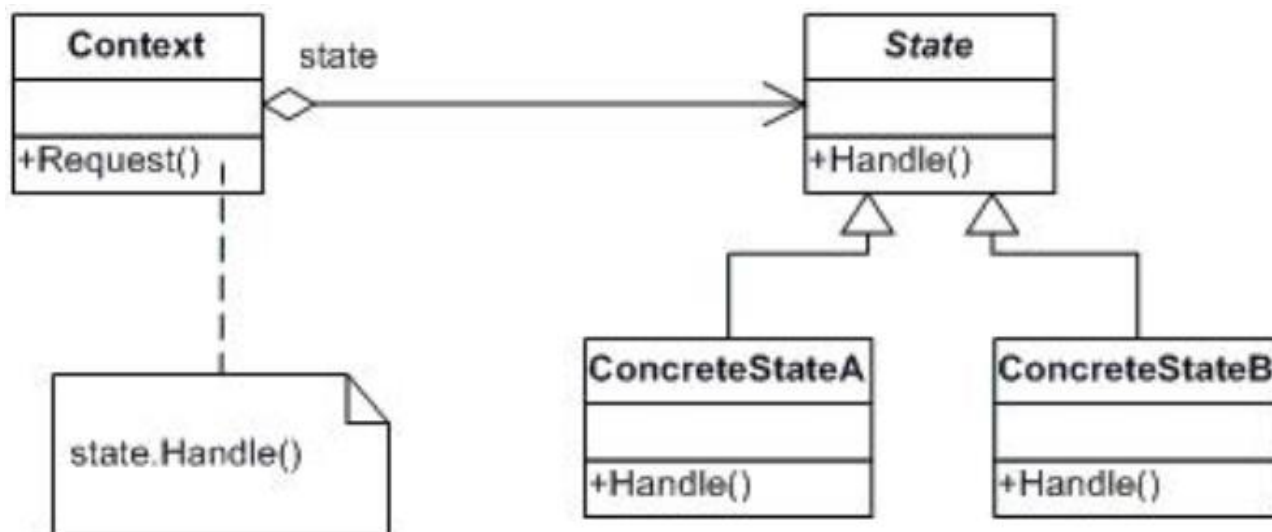 Context
state
State
+Request()
+Handle()
ConcreteStateA
ConcreteStateB
state.Handle()
+Handle()
+Handle()